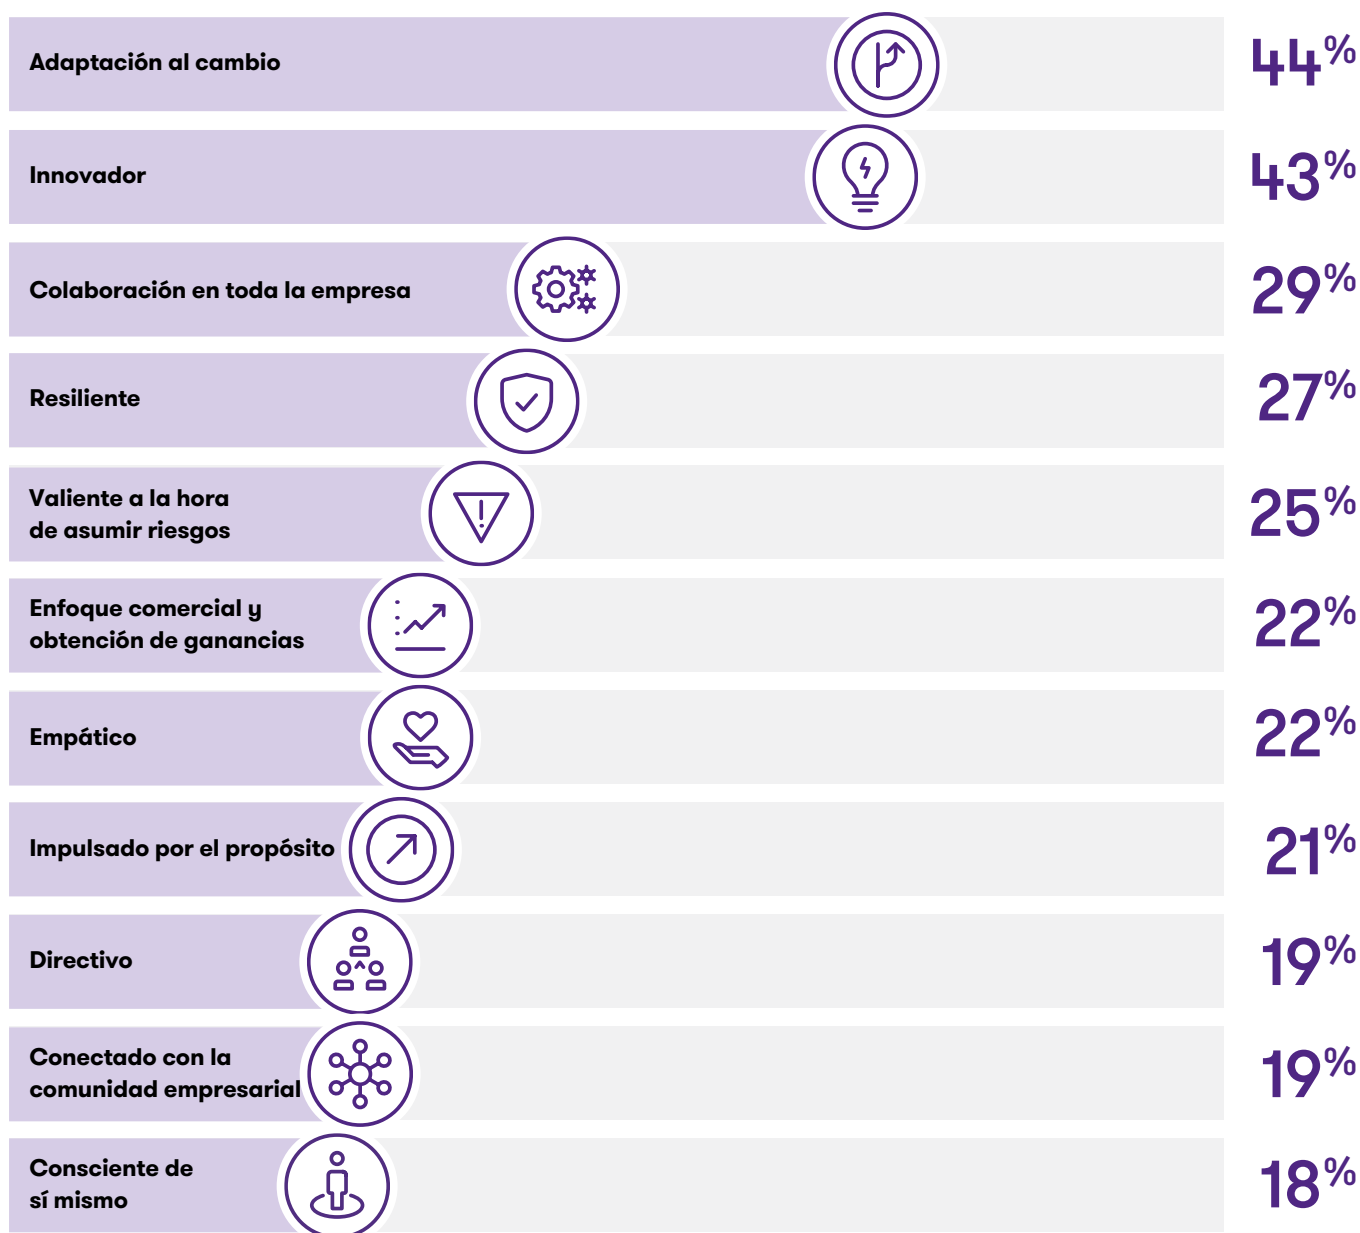 Adaptación al cambio
44%
Innovador
43%
Colaboración en toda la empresa
29%
Resiliente
27%
Valiente a la hora
de asumir riesgos
25%
Enfoque comercial y
obtención de ganancias
22%
Empático
22%
Impulsado por el propósito
21%
Directivo
19%
Conectado con la
comunidad empresarial
19%
Consciente de
sí mismo
18%